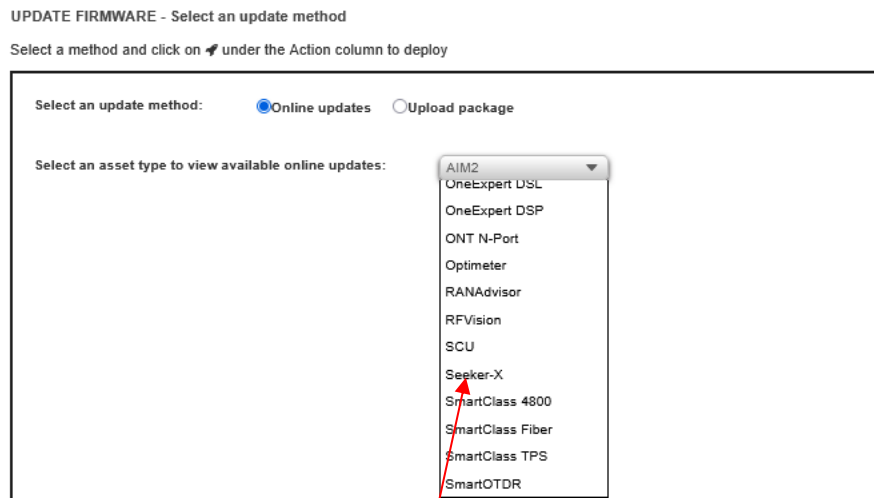 UPDATE FIRMWARE - Select an update method
Select a method and click on under the Action column to deploy
Select an update method: Online updates Upload package
Select an asset type to view available online updates: AIM2
OneExpert DSL
OneExpert DSP
ONT N-Port
Optimeter
RANAdvisor
RFVision
SCU
Seeker-X
SmartClass 4800
SmartClass Fiber
SmartClass TPS
SmartOTDR